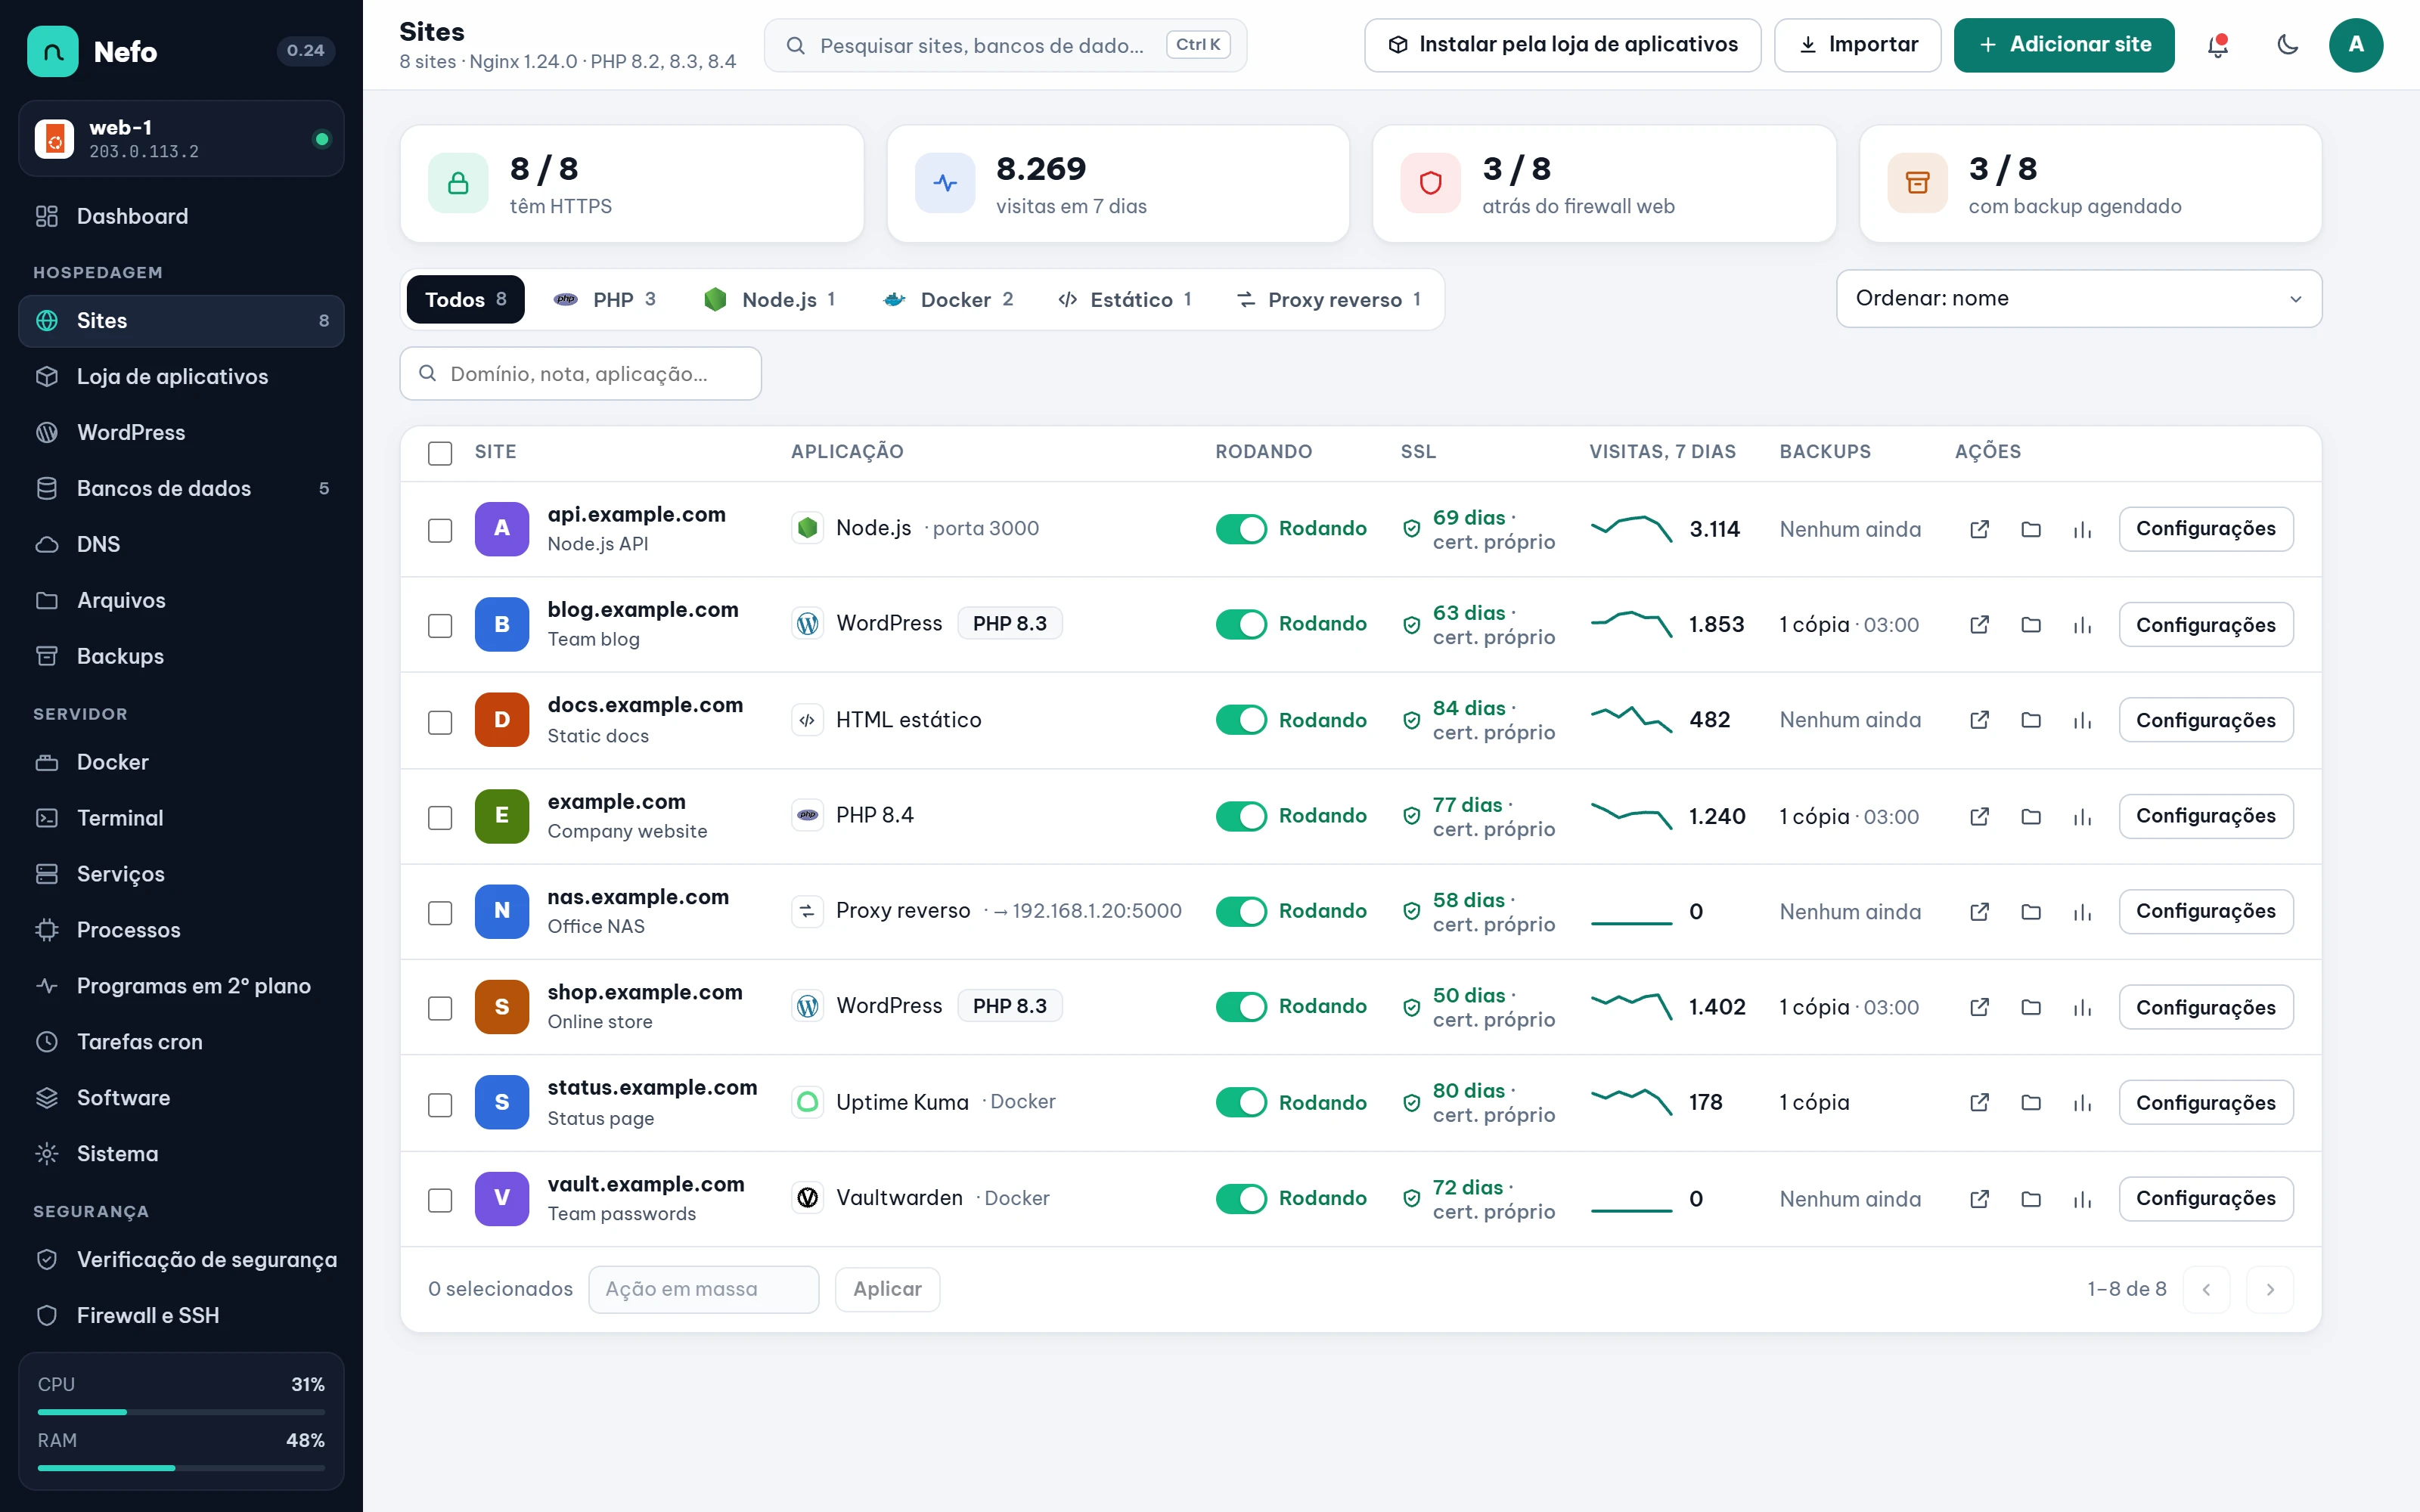 Nefo
0.24
web-1
203.0.113.2
Dashboard
HOSPEDAGEM
Sites 8
Loja de aplicativos
WordPress
Bancos de dados 5
DNS
Arquivos
Backups
SERVIDOR
Docker
Terminal
Serviços
Processos
Programas em 2º plano
Tarefas cron
Software
Sistema
SEGURANÇA
Verificação de segurança
Firewall e SSH
CPU 31%
RAM 48%
Sites
8 sites · Nginx 1.24.0 · PHP 8.2, 8.3, 8.4
Pesquisar sites, bancos de dado... Ctrl K
Instalar pela loja de aplicativos
Importar
Adicionar site
A
8 / 8
têm HTTPS
8.269
visitas em 7 dias
3 / 8
atrás do firewall web
3 / 8
com backup agendado
Todos 8 PHP 3 Node.js 1 Docker 2 Estático 1 Proxy reverso 1
Ordenar: nome
Domínio, nota, aplicação...
SITE APLICAÇÃO RODANDO SSL VISITAS, 7 DIAS BACKUPS AÇÕES
A api.example.com
Node.js API
Node.js · porta 3000
Rodando
69 dias ·
cert. próprio
3.114
Nenhum ainda
Configurações
B blog.example.com
Team blog
WordPress PHP 8.3
Rodando
63 dias ·
cert. próprio
1.853
1 cópia · 03:00
Configurações
D docs.example.com
Static docs
HTML estático
Rodando
84 dias ·
cert. próprio
482
Nenhum ainda
Configurações
E example.com
Company website
php PHP 8.4
Rodando
77 dias ·
cert. próprio
1.240
1 cópia · 03:00
Configurações
N nas.example.com
Office NAS
Proxy reverso · → 192.168.1.20:5000
Rodando
58 dias ·
cert. próprio
0
Nenhum ainda
Configurações
S shop.example.com
Online store
WordPress PHP 8.3
Rodando
50 dias ·
cert. próprio
1.402
1 cópia · 03:00
Configurações
S status.example.com
Status page
Uptime Kuma · Docker
Rodando
80 dias ·
cert. próprio
178
1 cópia
Configurações
V vault.example.com
Team passwords
Vaultwarden · Docker
Rodando
72 dias ·
cert. próprio
0
Nenhum ainda
Configurações
0 selecionados Ação em massa Aplicar
1–8 de 8